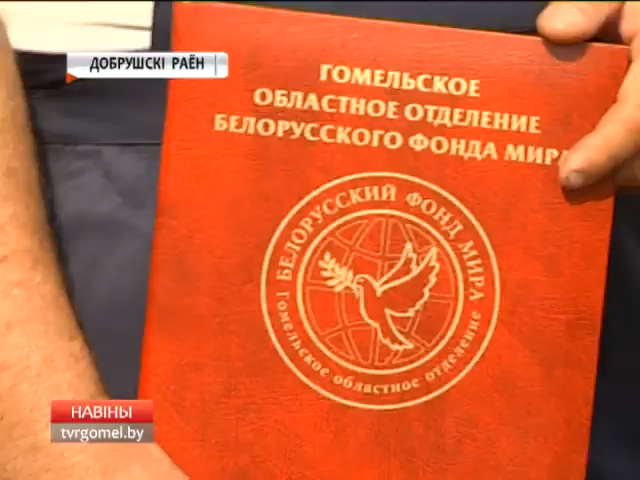 ДОБРУШСКІ РАЁН
ГОМЕЛЬСКОЕ
ОБЛАСТНОЕ ОТДЕЛЕНИЕ
БЕЛОРУССКОГО ФОНДА МИРА
БЕЛОРУССКИЙ ФОНД МИРА
Гомельское областное отделение
НАВІНЫ
tvrgomel.by